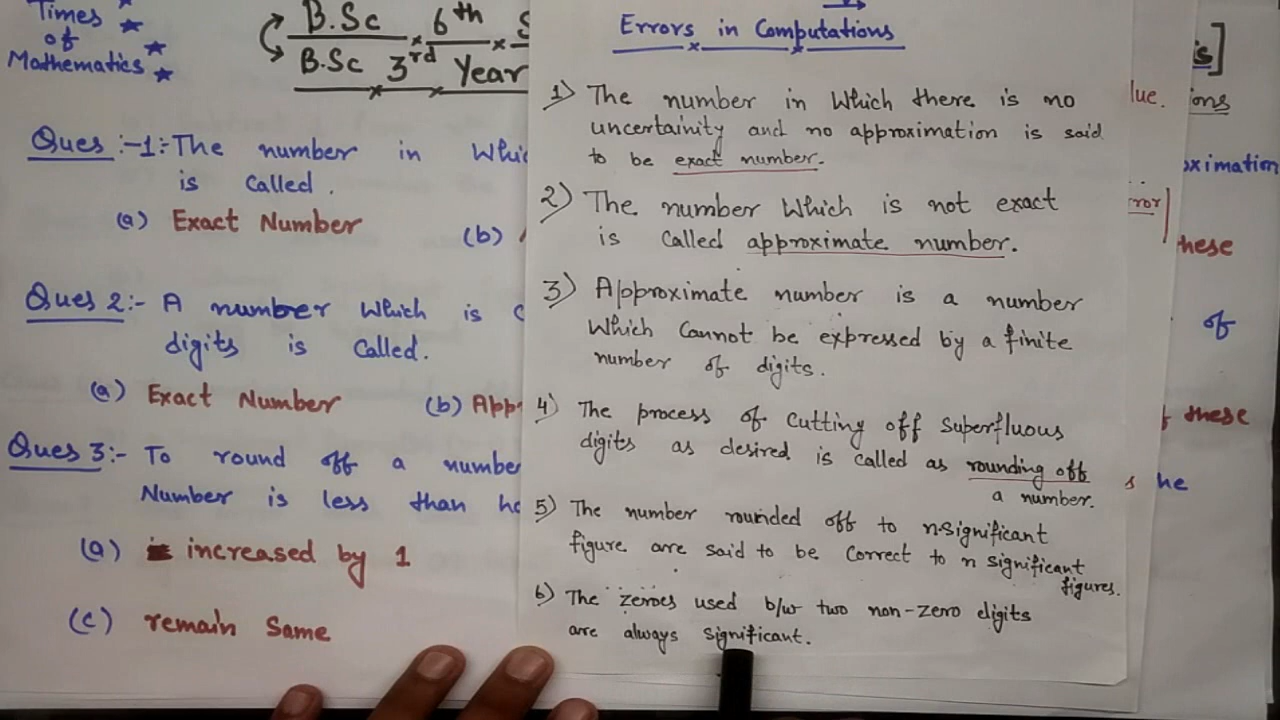 Times
of
Mathematics
B.Sc 6th
B.Sc 3rd Year
Ques :-1:- The number in
is called.
(a) Exact Number (b)
Ques 2:- A number which is
digits is called.
(a) Exact Number (b)
Ques 3:- To round off a number
Number is less than
(a) is increased by 1
(c) remain Same
Errors in Computations
1) The number in which there is no
uncertainity and no approximation is said
to be exact number.
2) The number which is not exact
is called approximate number.
3) Approximate number is a number
which cannot be expressed by a finite
number of digits.
4) The process of cutting off superfluous
digits as desired is called as rounding off
a number.
5) The number rounded off to n-significant
figure are said to be correct to n significant
figures.
6) The zeroes used b/w two non-zero digits
are always significant.
these
of
these